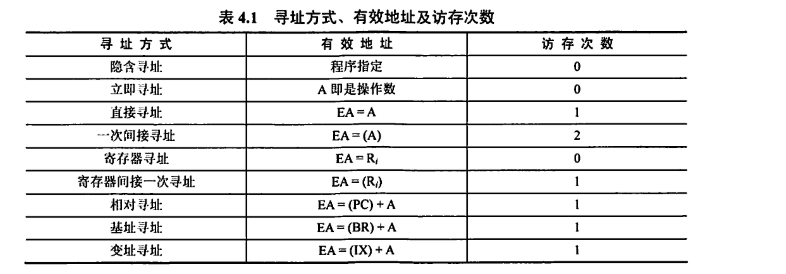 表 4.1 寻址方式、有效地址及访存次数
寻址方式 有效地址 访存次数
隐含寻址 程序指定 0
立即寻址 A 即是操作数 0
直接寻址 EA = A 1
一次间接寻址 EA = (A) 2
寄存器寻址 EA = Ri 0
寄存器间接一次寻址 EA = (Ri) 1
相对寻址 EA = (PC) + A 1
基址寻址 EA = (BR) + A 1
变址寻址 EA = (IX) + A 1